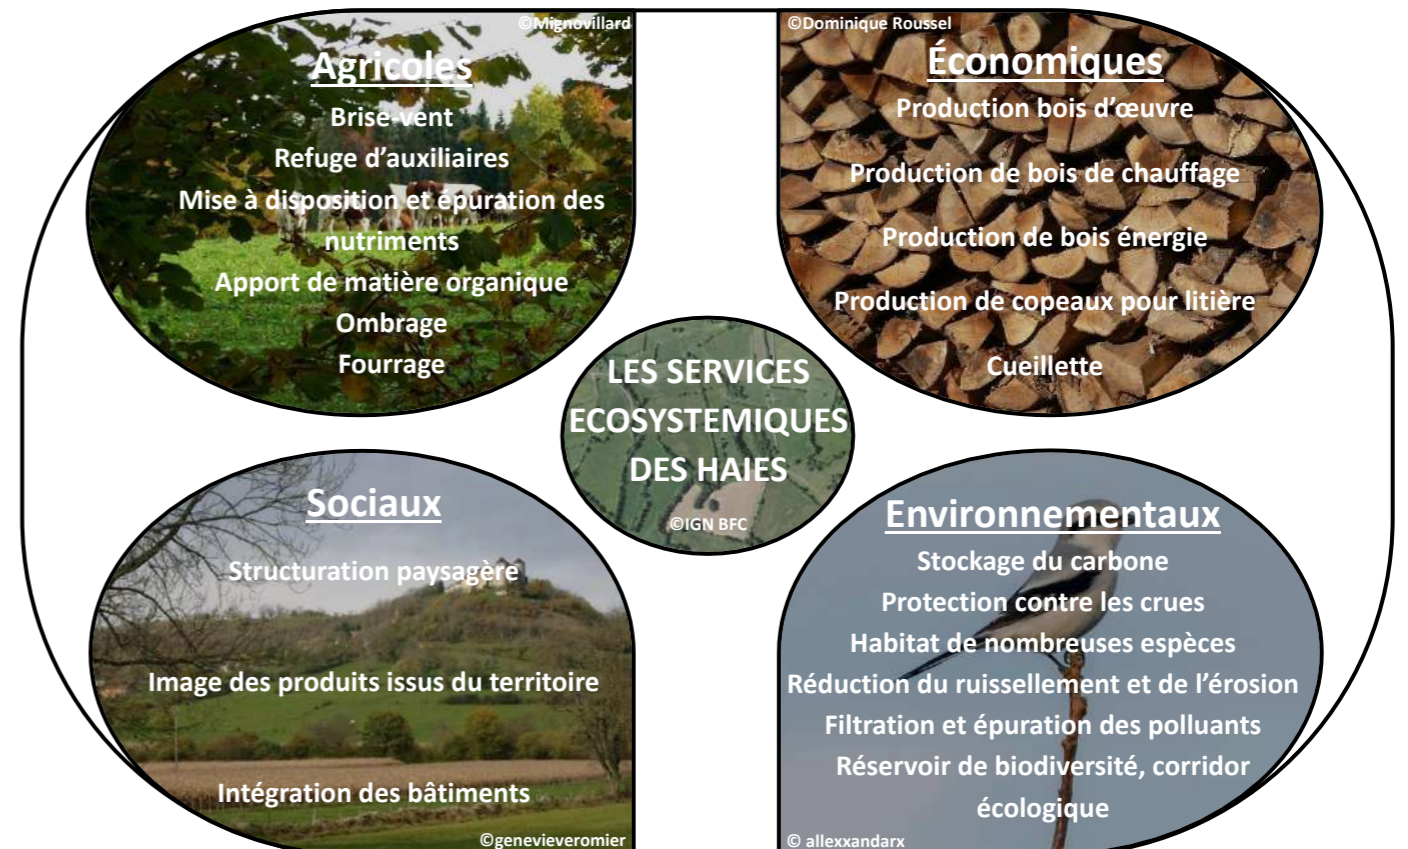 ©Mignovillard
Agricoles
Brise-vent
Refuge d’auxiliaires
Mise à disposition et épuration des
nutriments
Apport de matière organique
Ombrage
Fourrage
©Dominique Roussel
Économiques
Production bois d’œuvre
Production de bois de chauffage
Production de bois énergie
Production de copeaux pour litière
Cueillette
LES SERVICES
ECOSYSTEMIQUES
DES HAIES
©IGN BFC
Sociaux
Structuration paysagère
Image des produits issus du territoire
Intégration des bâtiments
©genevieveromier
Environnementaux
Stockage du carbone
Protection contre les crues
Habitat de nombreuses espèces
Réduction du ruissellement et de l’érosion
Filtration et épuration des polluants
Réservoir de biodiversité, corridor
écologique
© allexxandarx